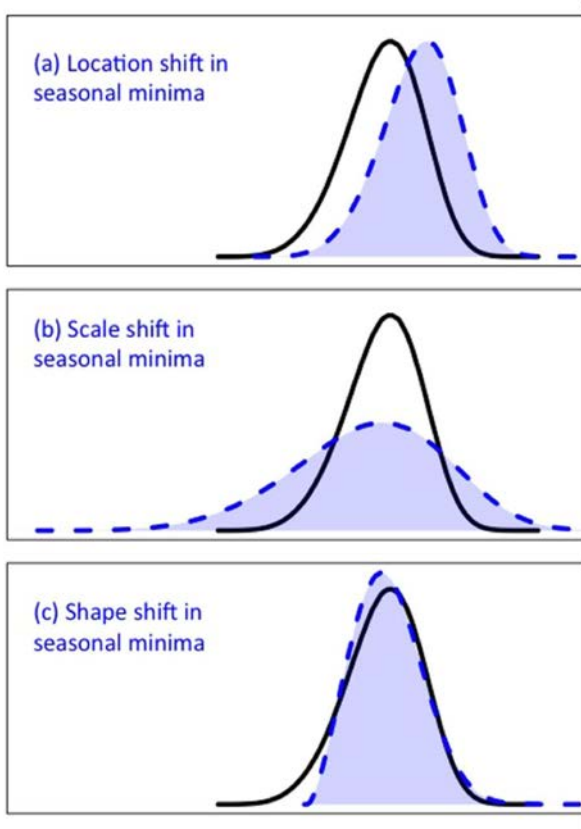 (a) Location shift in
seasonal minima
(b) Scale shift in
seasonal minima
(c) Shape shift in
seasonal minima